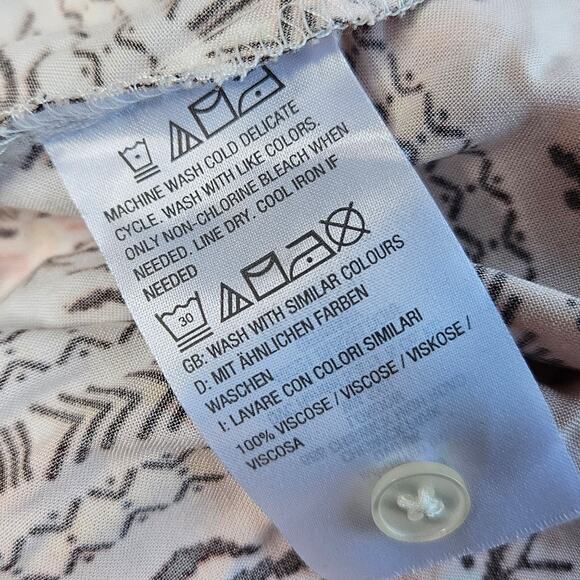 MACHINE WASH COLD DELICATE
CYCLE. WASH WITH LIKE COLORS.
ONLY NON-CHLORINE BLEACH WHEN
NEEDED. LINE DRY. COOL IRON IF
NEEDED
30
GB: WASH WITH SIMILAR COLOURS
D: MIT ÄHNLICHEN FARBEN
WASCHEN
I: LAVARE CON COLORI SIMILARI
100% VISCOSE / VISCOSE / VISKOSE /
VISCOSA